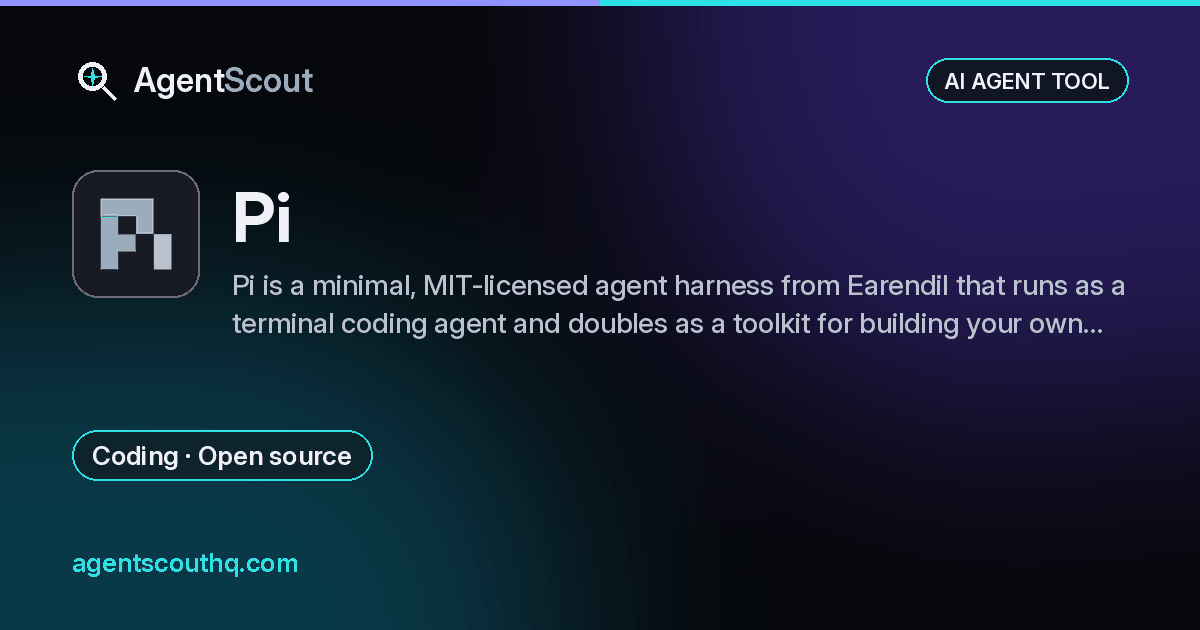 AgentScout
AI AGENT TOOL
Pi
Pi is a minimal, MIT-licensed agent harness from Earendil that runs as a
terminal coding agent and doubles as a toolkit for building your own...
Coding · Open source
agentscouthq.com